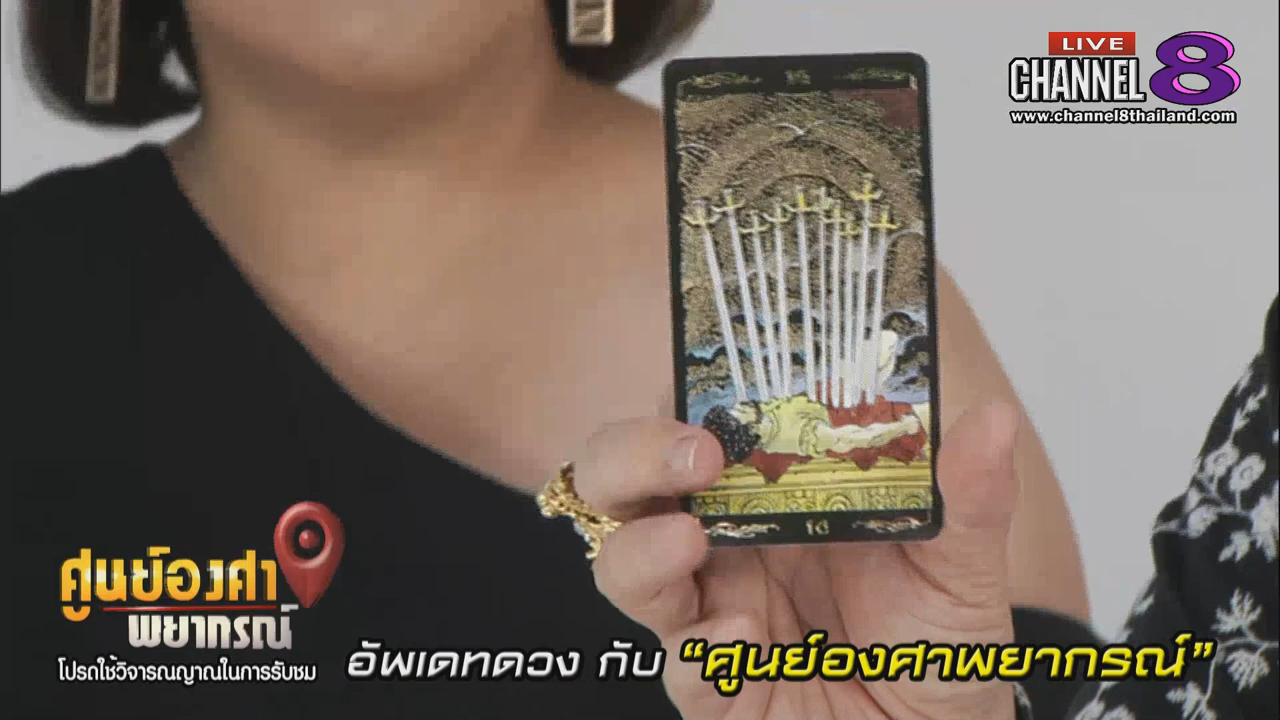 LIVE
CHANNEL 8
www.channel8thailand.com
ศูนย์องศา
พยากรณ์
โปรดใช้วิจารณญาณในการรับชม
อัพเดทดวง กับ “ศูนย์องศาพยากรณ์”